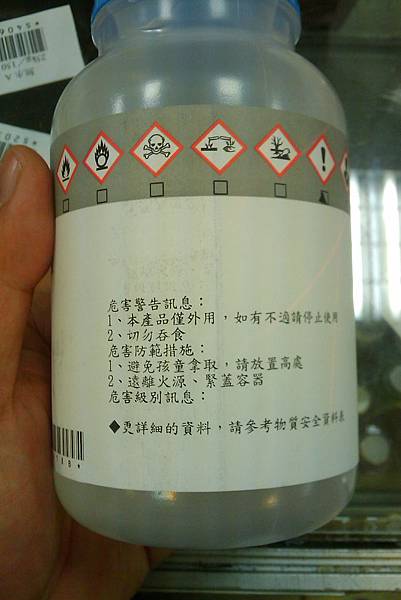 危害警告訊息：
1、本產品僅外用，如有不適請停止使用
2、切勿吞食
危害防範措施：
1、避免孩童拿取，請放置高處
2、遠離火源、緊蓋容器
危害級別訊息：
◆更詳細的資料，請參考物質安全資料表